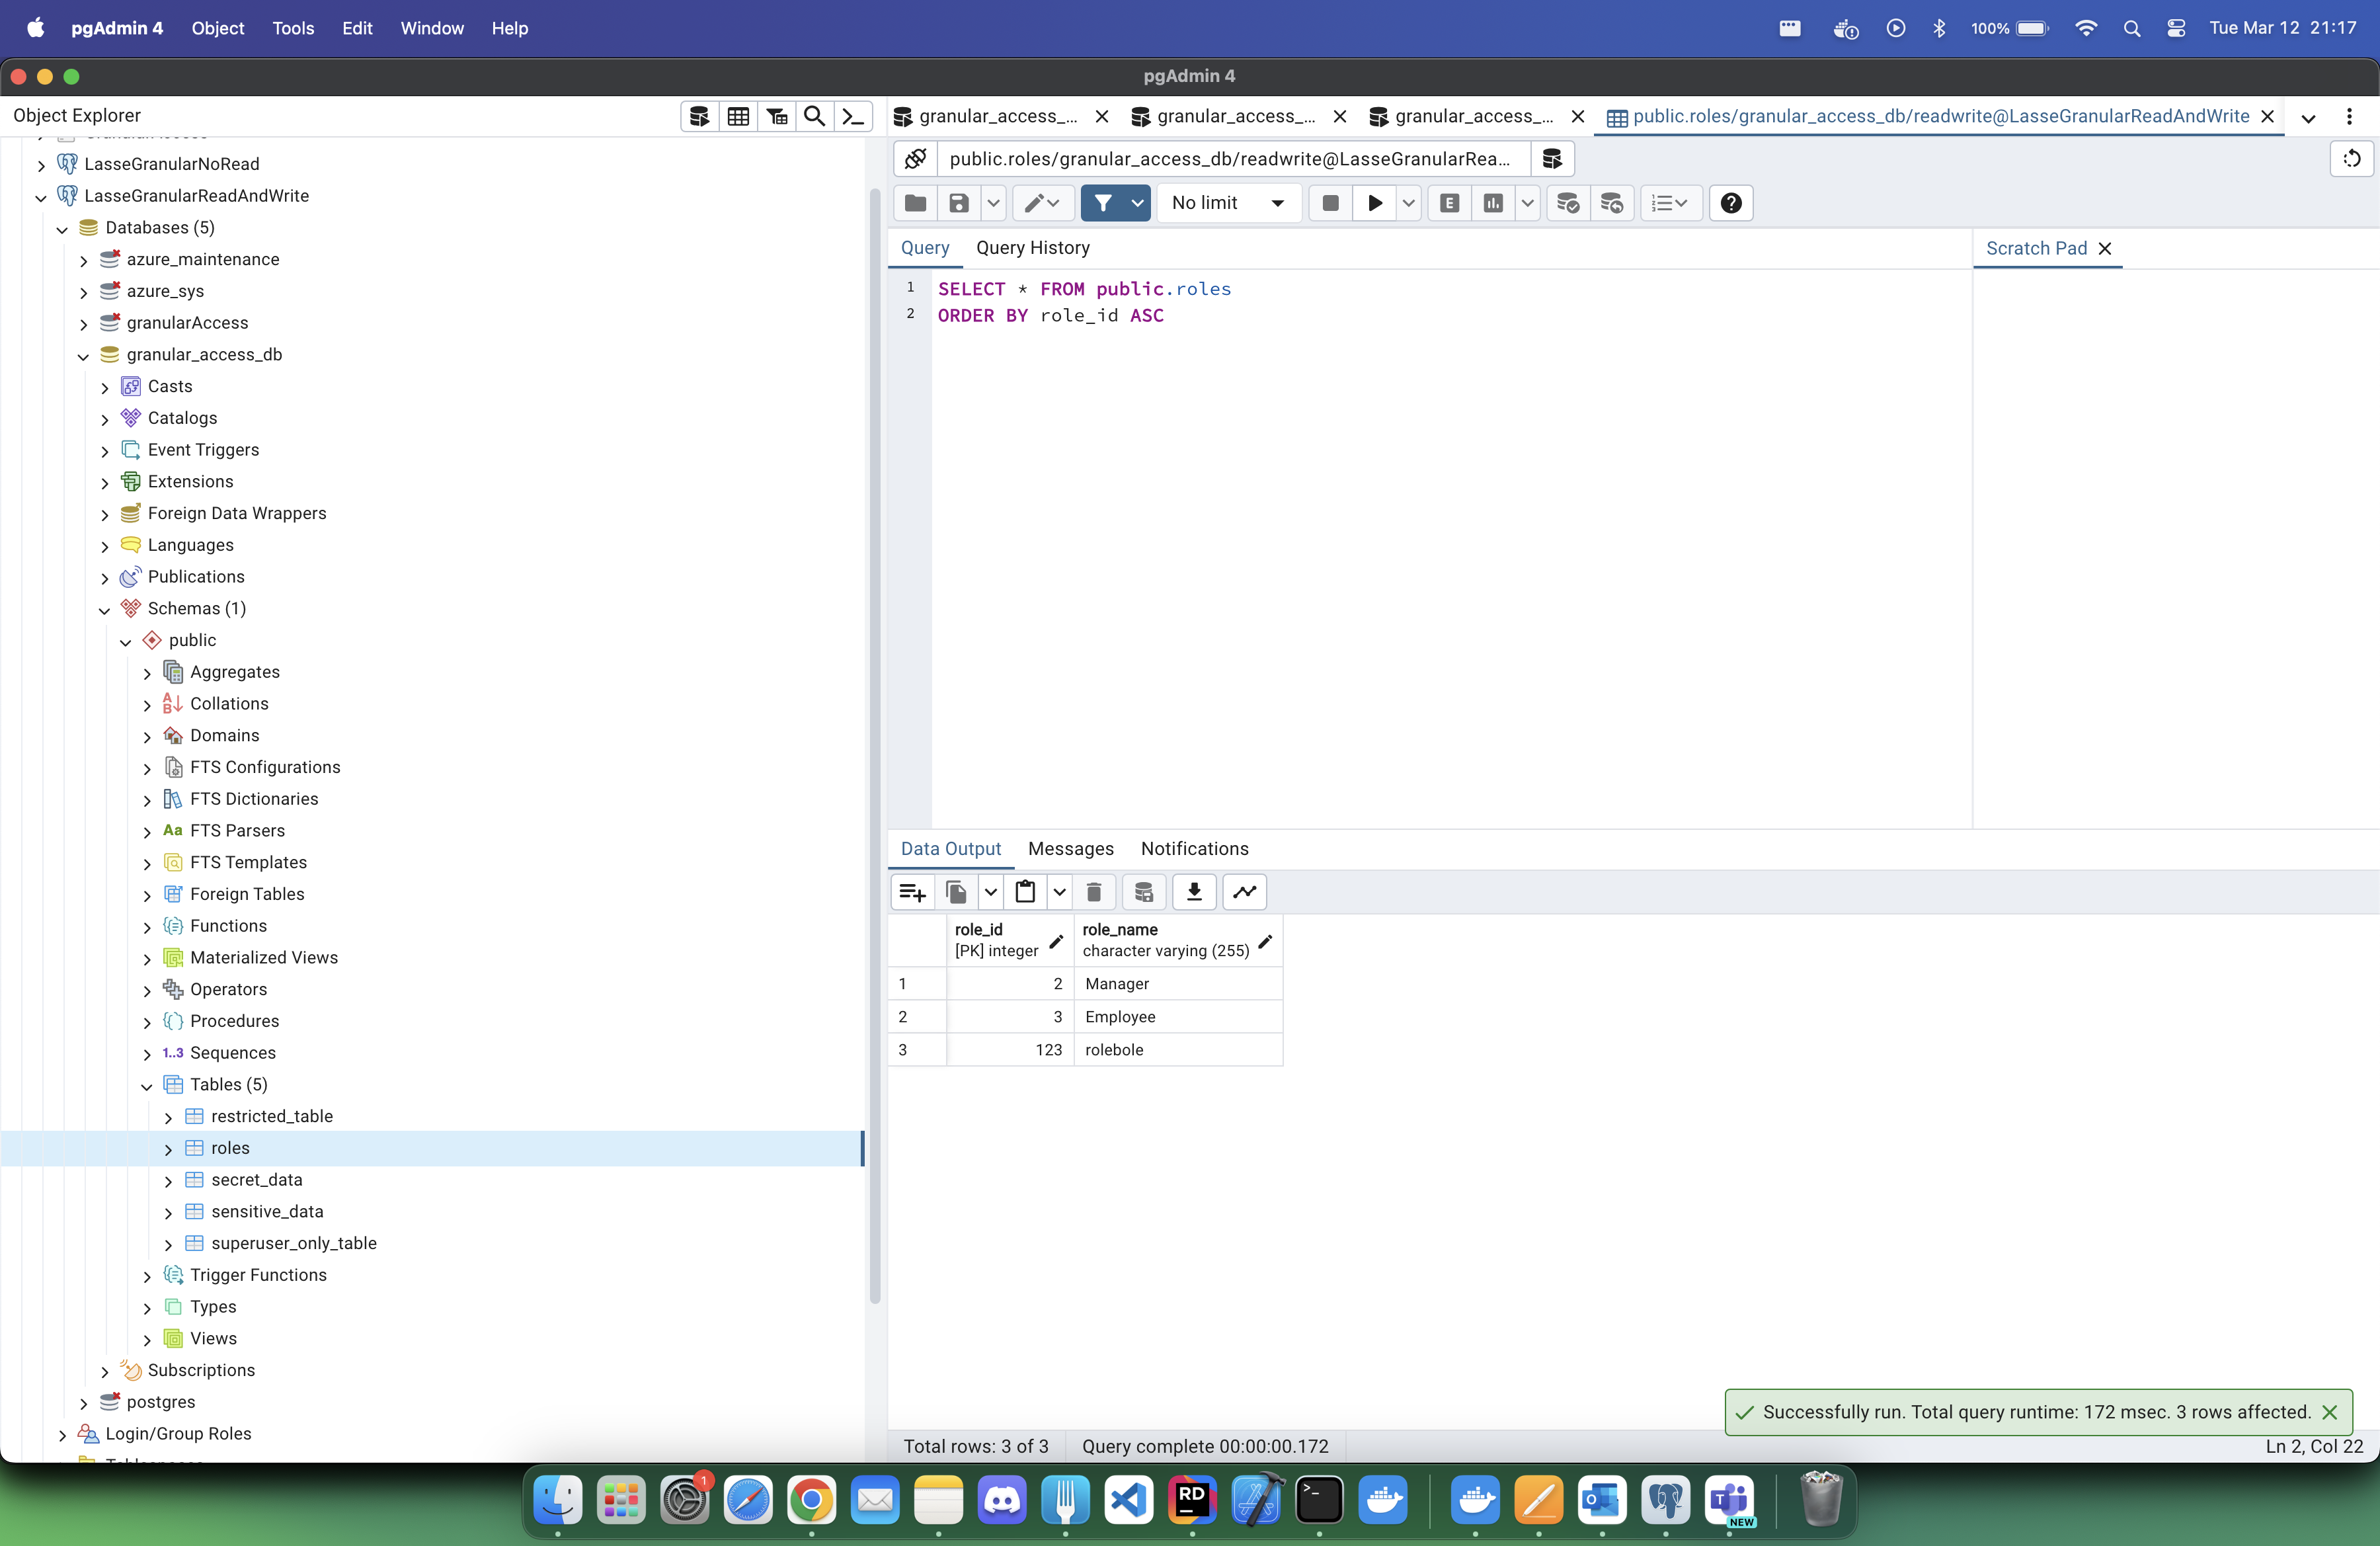 pgAdmin 4 Object Tools Edit Window Help 100% Tue Mar 12 21:17
pgAdmin 4
Object Explorer
LasseGranularNoRead
LasseGranularReadAndWrite
Databases (5)
azure_maintenance
azure_sys
granularAccess
granular_access_db
Casts
Catalogs
Event Triggers
Extensions
Foreign Data Wrappers
Languages
Publications
Schemas (1)
public
Aggregates
Collations
Domains
FTS Configurations
FTS Dictionaries
Aa FTS Parsers
FTS Templates
Foreign Tables
Functions
Materialized Views
Operators
Procedures
1..3 Sequences
Tables (5)
restricted_table
roles
secret_data
sensitive_data
superuser_only_table
Trigger Functions
Types
Views
Subscriptions
postgres
Login/Group Roles
granular_access_... granular_access_... granular_access_... public.roles/granular_access_db/readwrite@LasseGranularReadAndWrite
public.roles/granular_access_db/readwrite@LasseGranularRea...
No limit E
Query Query History
Scratch Pad
1 SELECT * FROM public.roles
2 ORDER BY role_id ASC
Data Output Messages Notifications
role_id role_name
[PK] integer character varying (255)
1 2 Manager
2 3 Employee
3 123 rolebole
Successfully run. Total query runtime: 172 msec. 3 rows affected.
Total rows: 3 of 3 Query complete 00:00:00.172 Ln 2, Col 22
1
RD
NEW